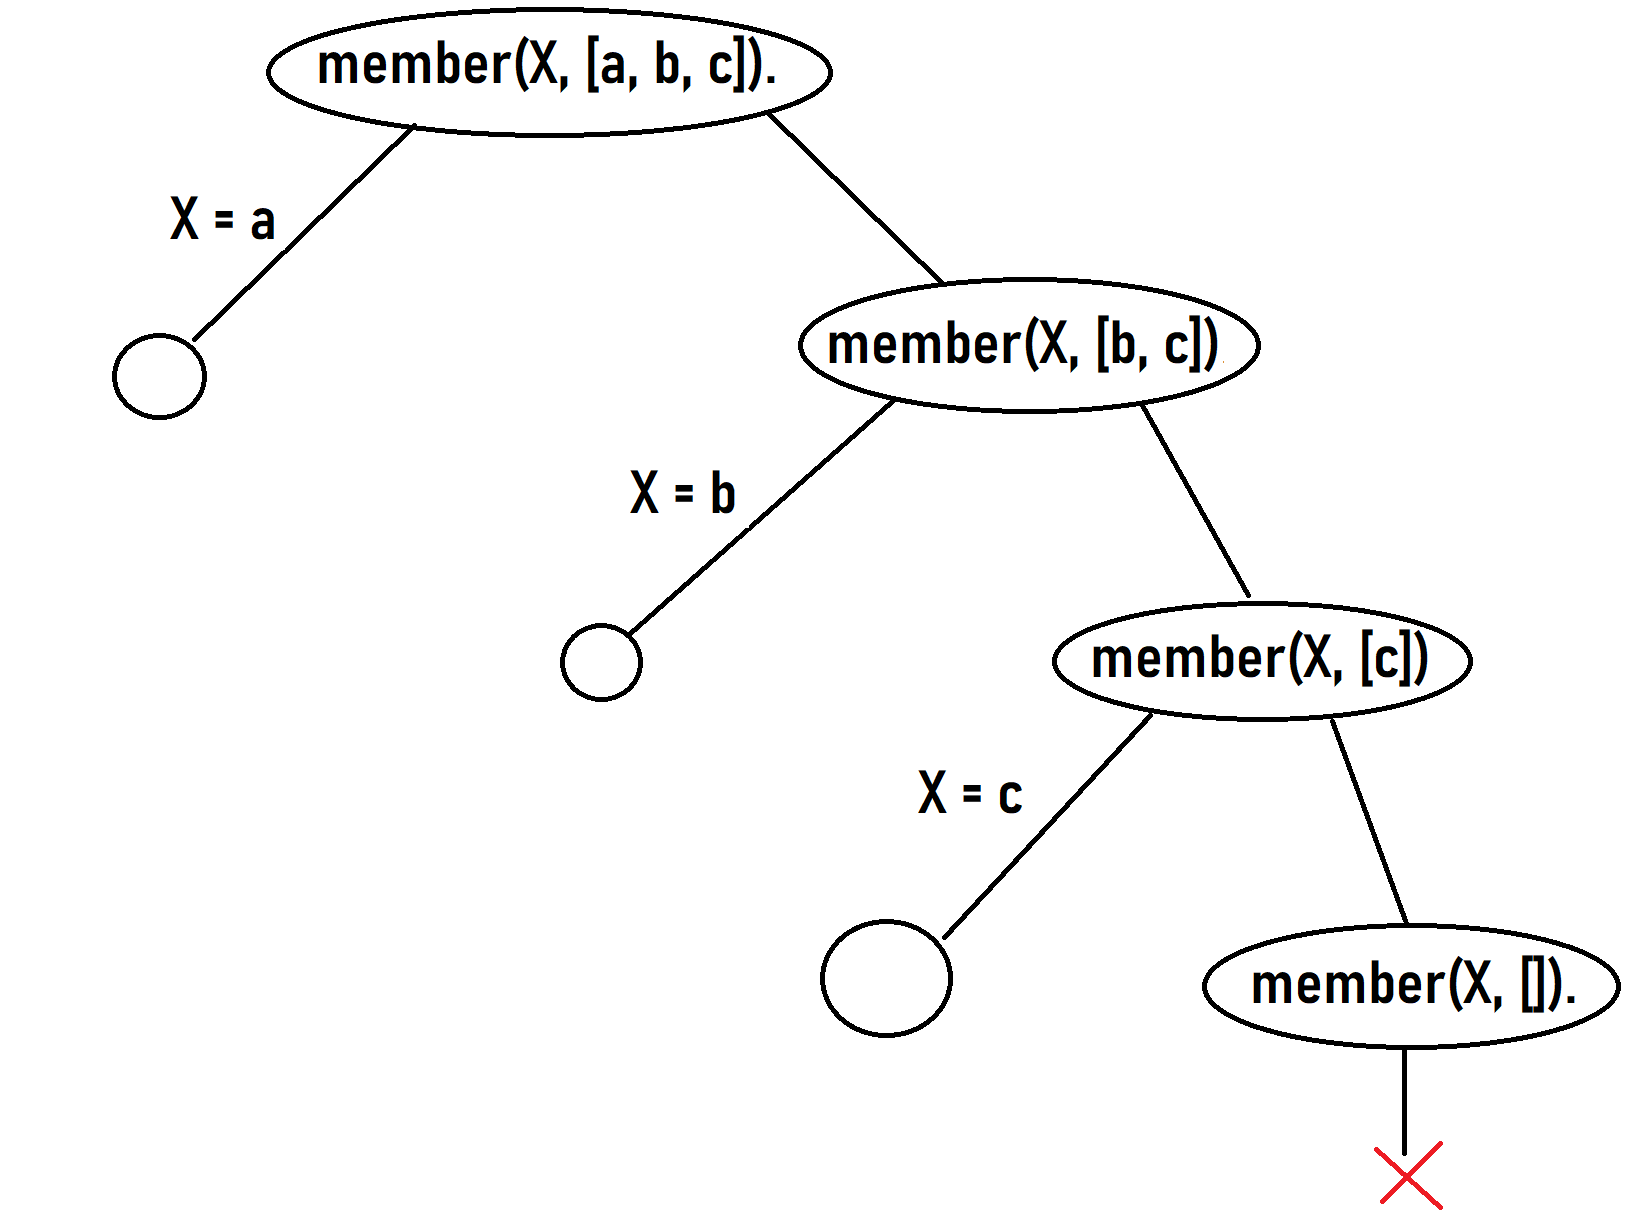 member(X, [a, b, c]).
X = a
member(X, [b, c])
X = b
member(X, [c])
X = c
member(X, []).